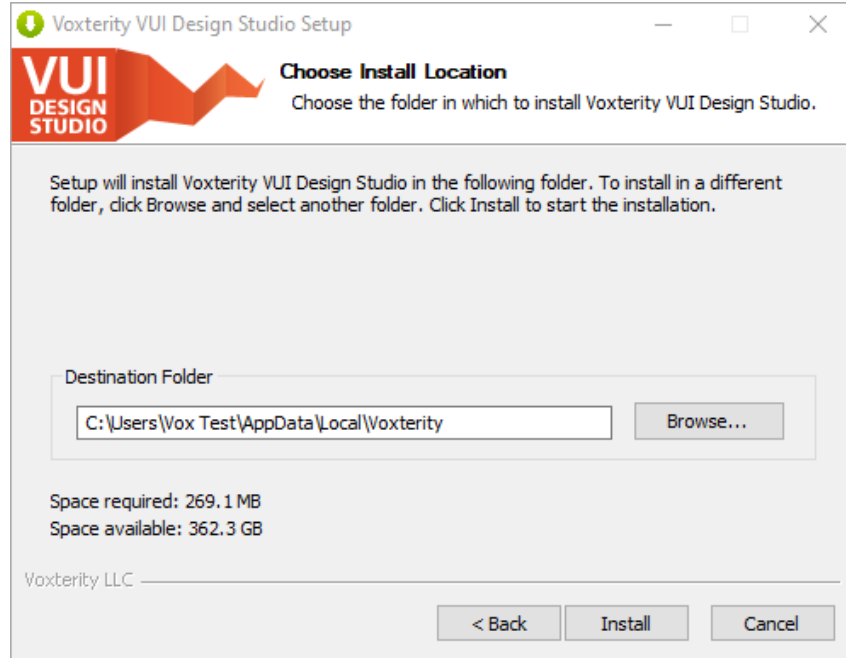 Voxterity VUI Design Studio Setup
VUI
DESIGN
STUDIO
Choose Install Location
Choose the folder in which to install Voxterity VUI Design Studio.
Setup will install Voxterity VUI Design Studio in the following folder. To install in a different
folder, click Browse and select another folder. Click Install to start the installation.
Destination Folder
C:\Users\Vox Test\AppData\Local\Voxterity
Browse...
Space required: 269.1 MB
Space available: 362.3 GB
Voxterity LLC
< Back
Install
Cancel